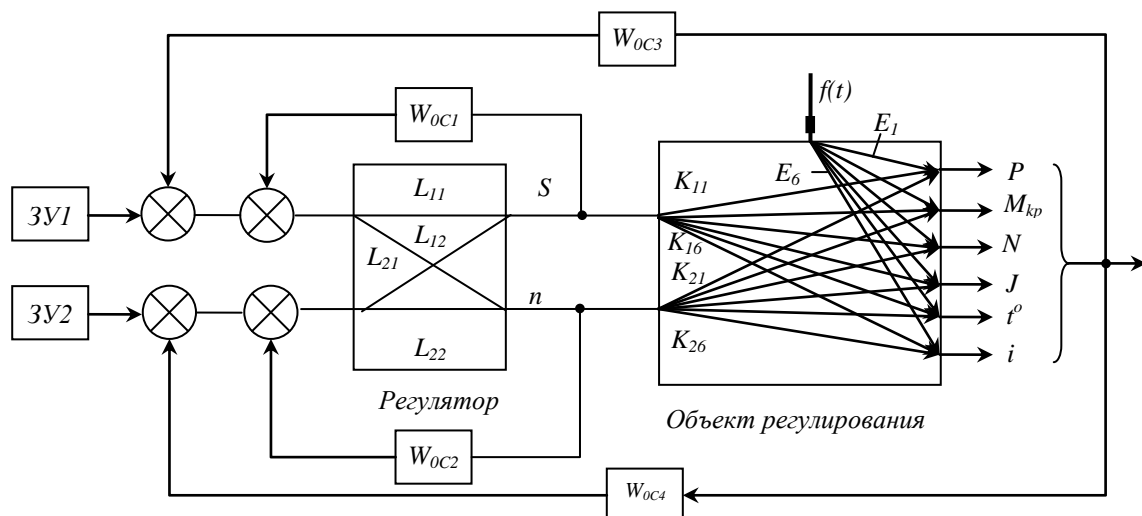 W0C3
W0C1
f(t)
E1
E6
P
K11
L11
S
Mkp
ЗУ1
L12
N
K16
L21
K21
J
n
ЗУ2
to
L22
K26
i
Регулятор
Объект регулирования
W0C2
W0C4